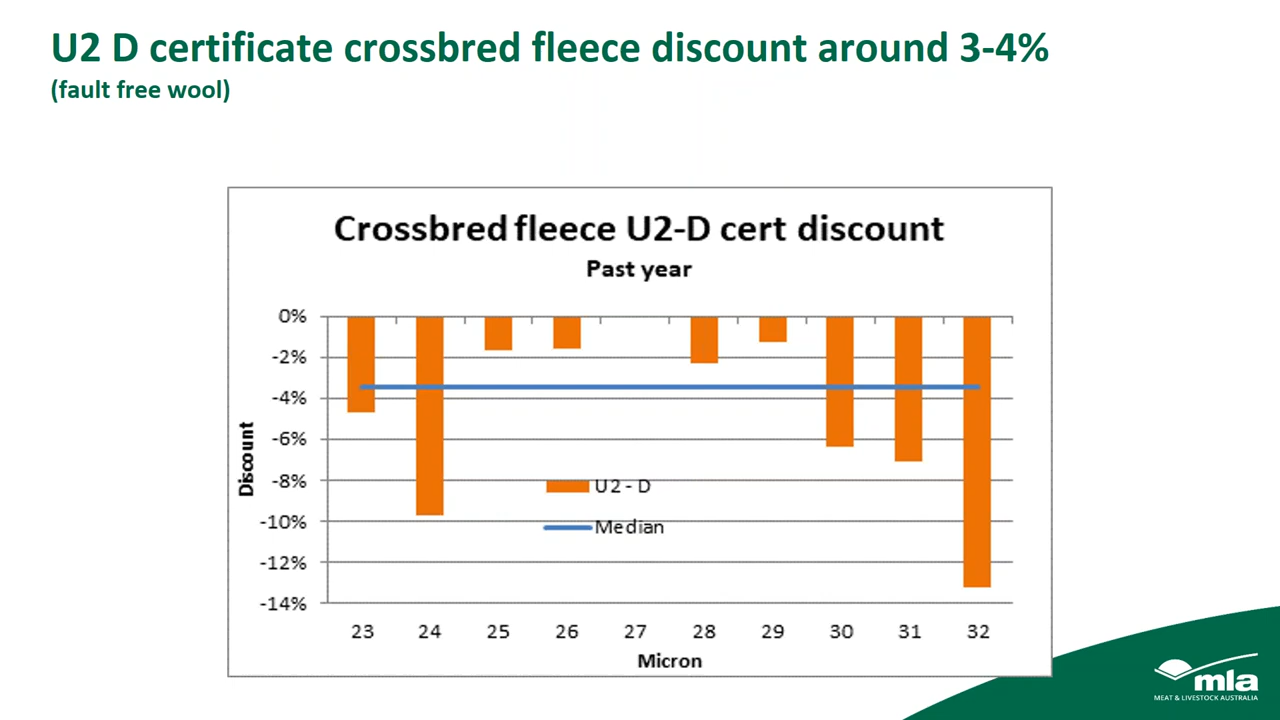 U2 D certificate crossbred fleece discount around 3-4%
(fault free wool)
Crossbred fleece U2-D cert discount
Past year
0%
-2%
-4%
-6%
-8%
-10%
-12%
-14%
Discount
U2 - D
Median
23 24 25 26 27 28 29 30 31 32
Micron
mla
MEAT & LIVESTOCK AUSTRALIA